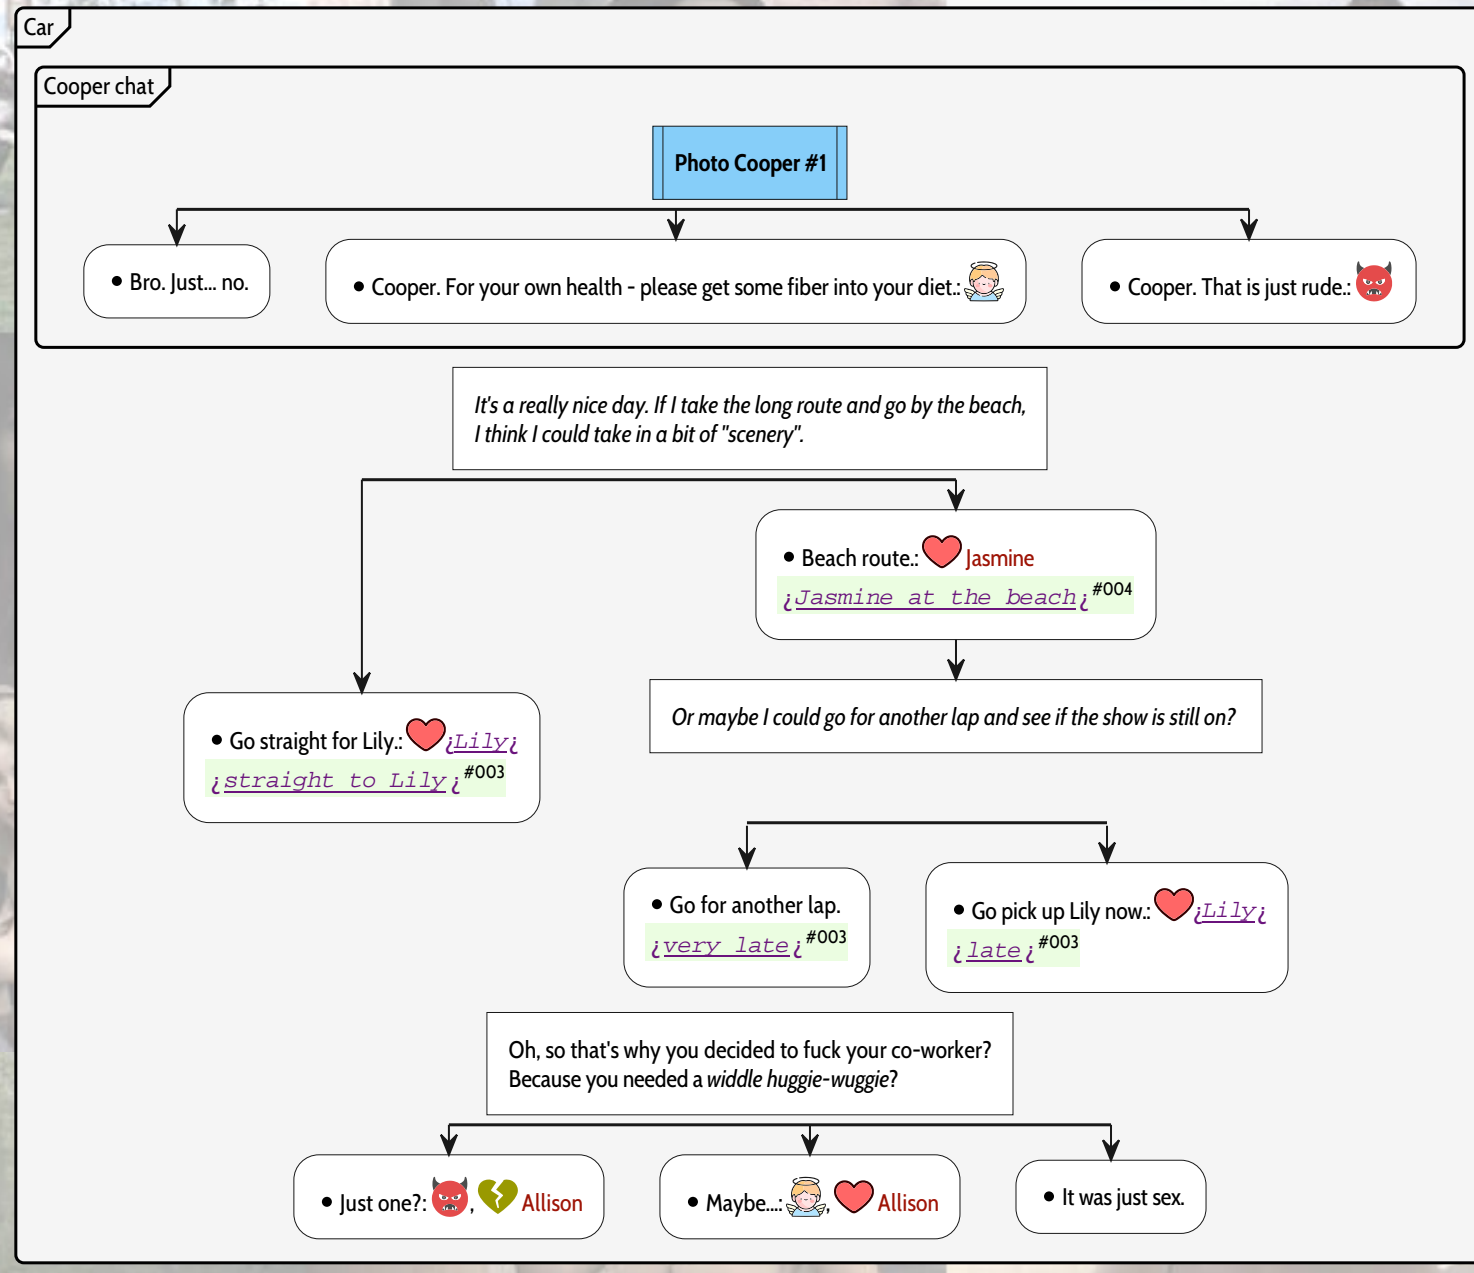 Car
Cooper chat
Photo Cooper #1
• Bro. Just... no.
• Cooper. For your own health - please get some fiber into your diet.:
• Cooper. That is just rude.:
It's a really nice day. If I take the long route and go by the beach,
I think I could take in a bit of "scenery".
• Beach route.: Jasmine
¿Jasmine at the beach¿#004
• Go straight for Lily.: ¿Lily¿
¿straight to Lily¿#003
Or maybe I could go for another lap and see if the show is still on?
• Go for another lap.
¿very late¿#003
• Go pick up Lily now.: ¿Lily¿
¿late¿#003
Oh, so that's why you decided to fuck your co-worker?
Because you needed a widdle huggie-wuggie?
• Just one?: , Allison
• Maybe...: , Allison
• It was just sex.